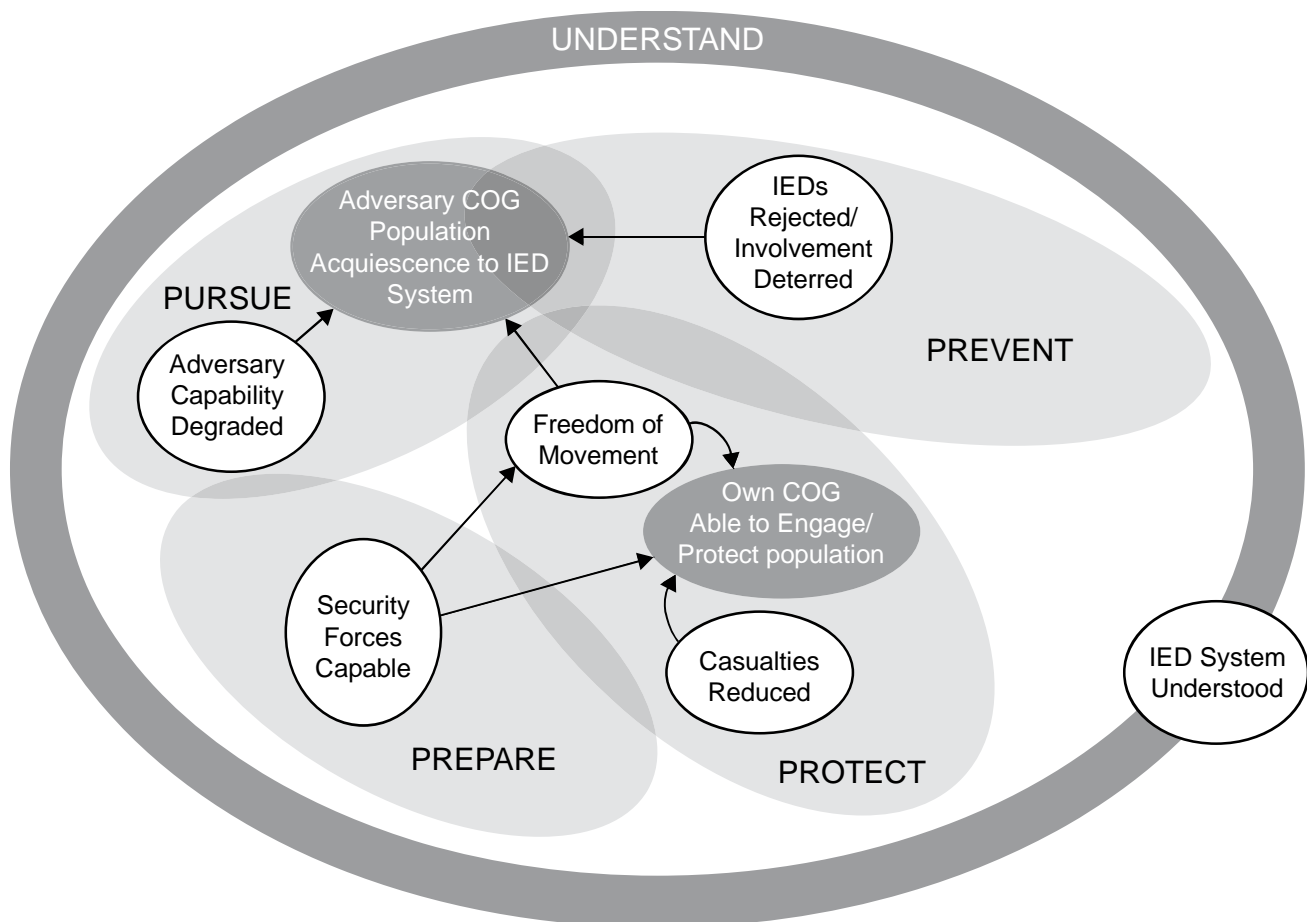 UNDERSTAND
Adversary COG
Population
Acquiescence to IED
System
IEDs
Rejected/
Involvement
Deterred
PURSUE
PREVENT
Adversary
Capability
Degraded
Freedom of
Movement
Own COG
Able to Engage/
Protect population
Security
Forces
Capable
Casualties
Reduced
IED System
Understood
PREPARE
PROTECT